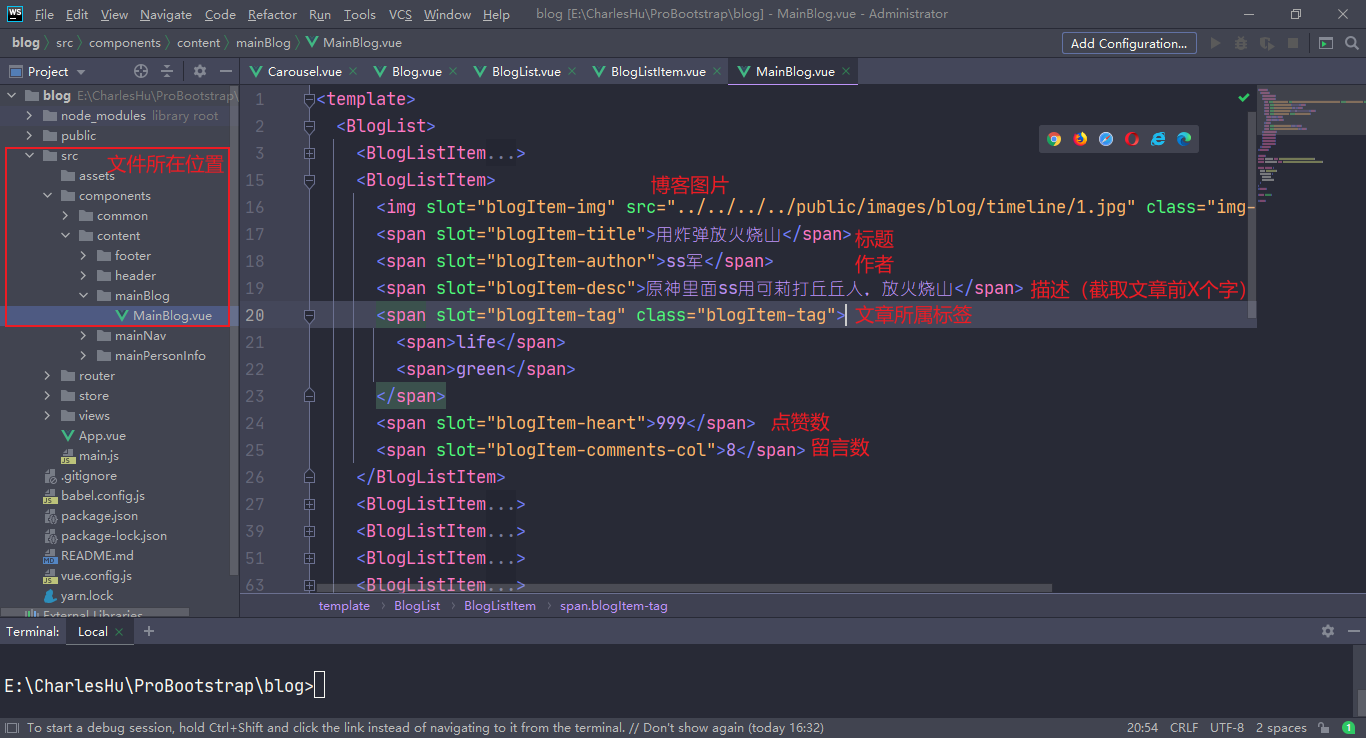 WS File Edit View Navigate Code Refactor Run Tools VCS Window Help blog [E:\CharlesHu\ProBootstrap\blog] - MainBlog.vue - Administrator
blog src components content mainBlog MainBlog.vue Add Configuration...
Project Carousel.vue Blog.vue BlogList.vue BlogListItem.vue MainBlog.vue
blog E:\CharlesHu\ProBootstrap\
node_modules library root
public
src
文件所在位置
assets
components
common
content
footer
header
mainBlog
MainBlog.vue
mainNav
mainPersonInfo
router
store
views
App.vue
main.js
.gitignore
babel.config.js
package.json
package-lock.json
README.md
vue.config.js
yarn.lock
External Libraries
1 <template>
2 <BlogList>
3 <BlogListItem...>
15 <BlogListItem>
博客图片
16 <img slot="blogItem-img" src="../../../../public/images/blog/timeline/1.jpg" class="img-
17 <span slot="blogItem-title">用炸弹放火烧山</span> 标题
18 <span slot="blogItem-author">ss军</span> 作者
19 <span slot="blogItem-desc">原神里面ss用可莉打丘丘人．放火烧山</span> 描述（截取文章前X个字）
20 <span slot="blogItem-tag" class="blogItem-tag"> 文章所属标签
21 <span>life</span>
22 <span>green</span>
23 </span>
24 <span slot="blogItem-heart">999</span> 点赞数
25 <span slot="blogItem-comments-col">8</span> 留言数
26 </BlogListItem>
27 <BlogListItem...>
39 <BlogListItem...>
51 <BlogListItem...>
63 <BlogListItem...>
template BlogList BlogListItem span.blogItem-tag
Terminal: Local +
E:\CharlesHu\ProBootstrap\blog>
To start a debug session, hold Ctrl+Shift and click the link instead of navigating to it from the terminal. // Don't show again (today 16:32) 20:54 CRLF UTF-8 2 spaces 1